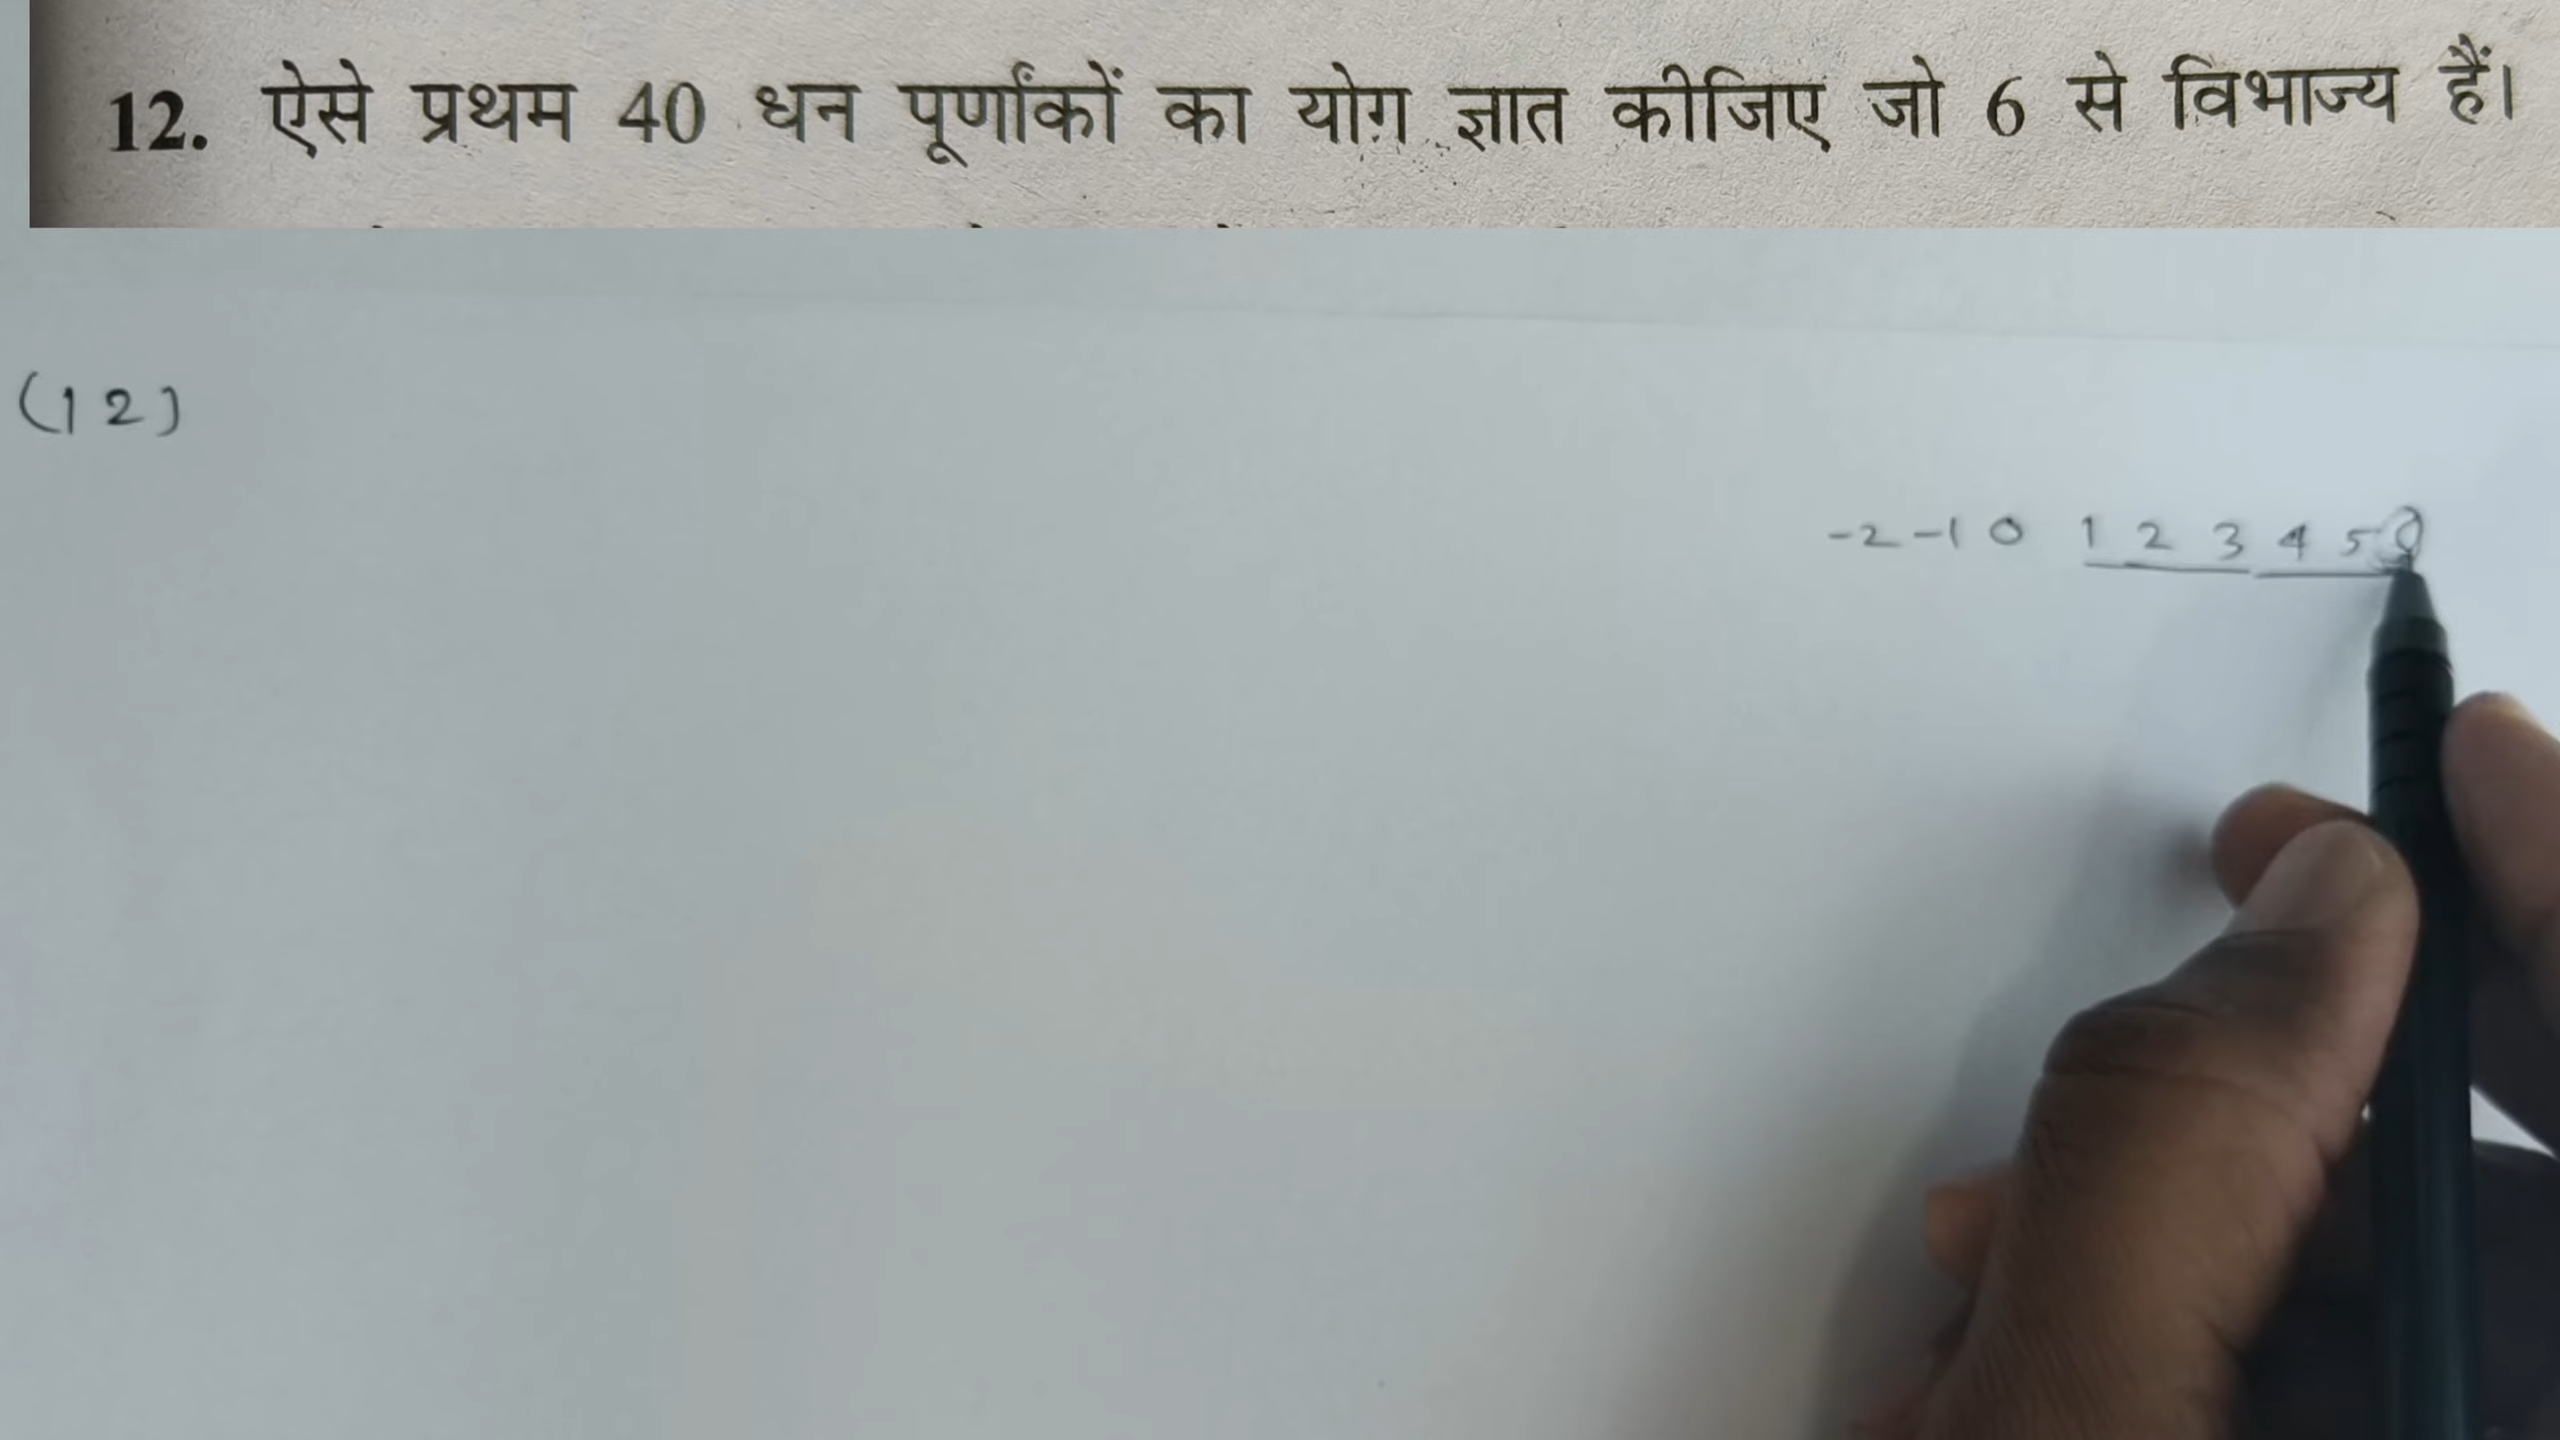 12. ऐसे प्रथम 40 धन पूर्णांकों का योग ज्ञात कीजिए जो 6 से विभाज्य हैं।
(12)
-2 -1 0 1 2 3 4 5